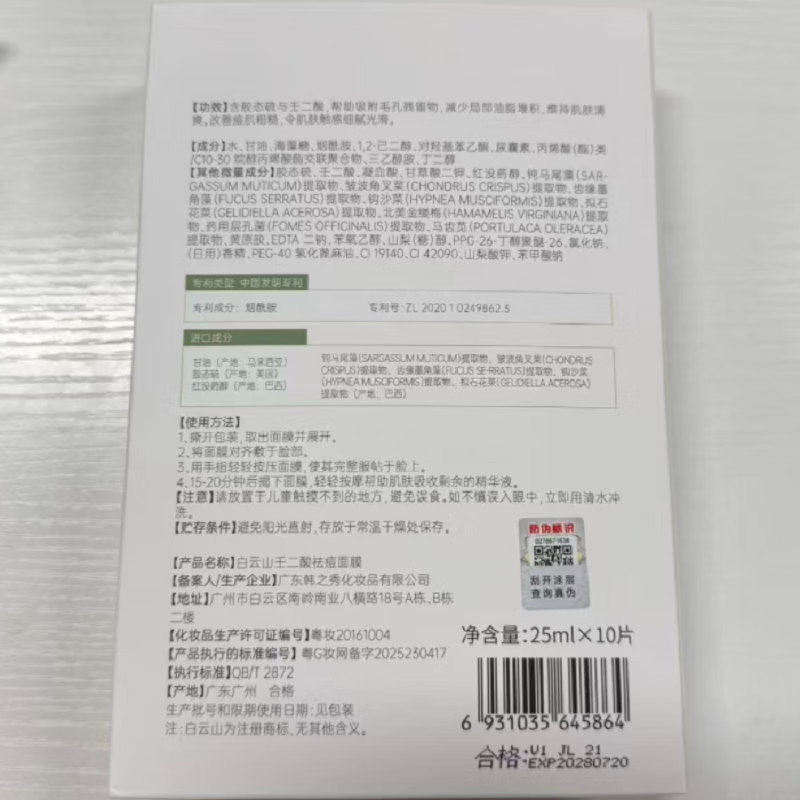 【功效】含胶态硫与壬二酸,帮助吸附毛孔残留物,减少局部油脂堆积,维持肌肤清
爽。改善痘肌粗糙,令肌肤触感细腻光滑。
【成分】水、甘油、海藻糖、烟酰胺、1,2-己二醇、对羟基苯乙酮、尿囊素、丙烯酸(酯)类
/C10-30 烷醇丙烯酸酯交联聚合物、三乙醇胺、丁二醇
【其他微量成分】胶态硫、壬二酸、凝血酸、甘草酸二钾、红没药醇、钝马尾藻(SAR-
GASSUM MUTICUM)提取物、皱波角叉菜(CHONDRUS CRISPUS)提取物、齿缘墨
角藻(FUCUS SERRATUS)提取物、钩沙菜(HYPNEA MUSCIFORMIS)提取物、拟石
花菜(GELIDIELLA ACEROSA)提取物、北美金缕梅(HAMAMELIS VIRGINIANA)提取
物、药用层孔菌(FOMES OFFICINALIS)提取物、马齿苋(PORTULACA OLERACEA)
提取物、黄原胶、EDTA 二钠、苯氧乙醇、山梨(糖)醇、PPG-26-丁醇聚醚-26、氯化钠、
(日用)香精、PEG-40 氢化蓖麻油、CI 19140、CI 42090、山梨酸钾、苯甲酸钠
专利类型: 中国发明专利
专利成分: 烟酰胺 专利号: ZL 2020 1 0249862.5
进口成分
甘油 (产地: 马来西亚)
胶态硫 (产地: 美国)
红没药醇 (产地: 巴西)
钝马尾藻(SARGASSUM MUTICUM)提取物、皱波角叉菜(CHONDRUS
CRISPUS)提取物、齿缘墨角藻(FUCUS SE-RRATUS)提取物、钩沙菜
(HYPNEA MUSCIFORMIS)提取物、拟石花菜(GELIDIELLA ACEROSA)
提取物 (产地: 巴西)
【使用方法】
1、撕开包装,取出面膜并展开。
2、将面膜对齐敷于脸部。
3、用手指轻轻按压面膜,使其完整服帖于脸上。
4、15-20分钟后揭下面膜,轻轻按摩帮助肌肤吸收剩余的精华液。
【注意】请放置于儿童触摸不到的地方,避免误食。如不慎误入眼中,立即用清水冲
洗。
【贮存条件】避免阳光直射,存放于常温干燥处保存。
防伪标识
0278671638
刮开涂层
查询真伪
【产品名称】白云山壬二酸祛痘面膜
【备案人/生产企业】广东韩之秀化妆品有限公司
【地址】广州市白云区南岭南业八横路18号A栋、B栋
二楼
【化妆品生产许可证编号】粤妆20161004
【产品执行的标准编号】粤G妆网备字2025230417
【执行标准】QB/T 2872
【产地】广东广州 合格
生产批号和限期使用日期: 见包装
注: 白云山为注册商标, 无其他含义。
净含量:25ml×10片
6 931035 645864
合格: V1 JL 21
EXP20280720